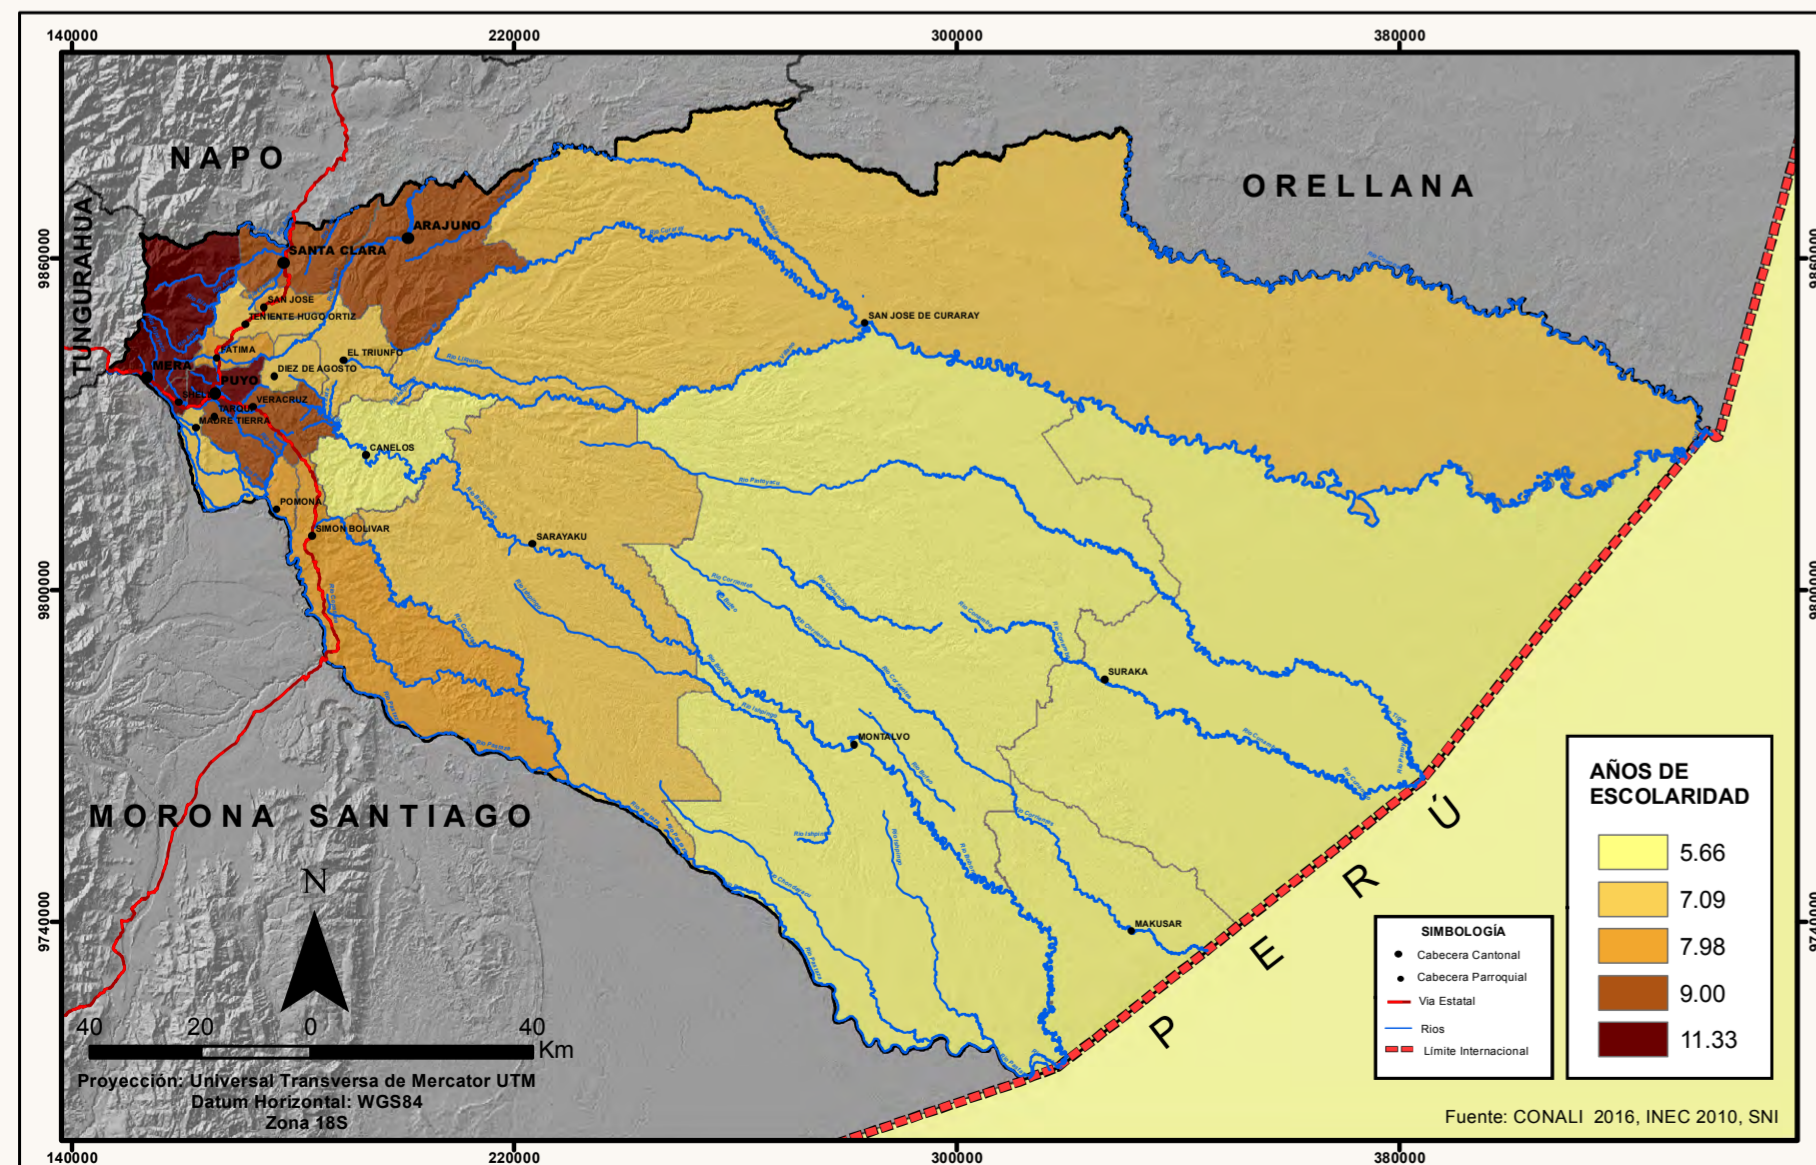 140000
220000
300000
380000
NAPO
ORELLANA
TUNGURAHUA
ARAJUNO
SANTA CLARA
9860000
9860000
SAN JOSE
TENIENTE HUGO ORTIZ
SAN JOSE DE CURARAY
FATIMA
EL TRIUNFO
MERA
DIEZ DE AGOSTO
PUYO
SHELL
VERACRUZ
TARQUI
MADRE TIERRA
CANELOS
POMONA
SIMON BOLIVAR
SARAYAKU
9800000
9800000
SURAKA
MONTALVO
MORONA SANTIAGO
MAKUSAR
9740000
9740000
PERÚ
N
40 20 0 40
Km
Proyección: Universal Transversa de Mercator UTM
Datum Horizontal: WGS84
Zona 18S
AÑOS DE
ESCOLARIDAD
5.66
7.09
7.98
9.00
11.33
SIMBOLOGÍA
Cabecera Cantonal
Cabecera Parroquial
Via Estatal
Rios
Límite Internacional
Fuente: CONALI 2016, INEC 2010, SNI
140000
220000
300000
380000